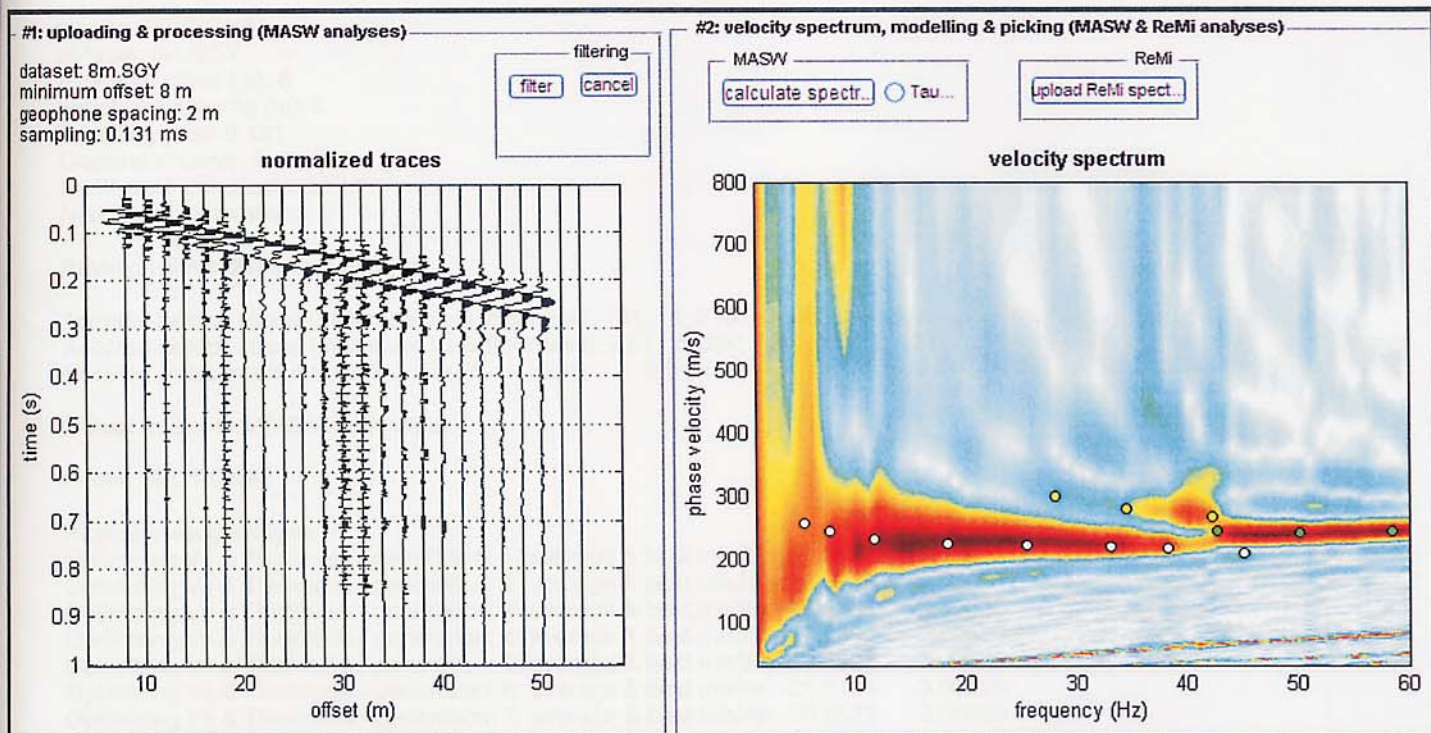 #1: uploading & processing (MASW analyses)
dataset: 8m.SGY
minimum offset: 8 m
geophone spacing: 2 m
sampling: 0.131 ms
filtering
filter
cancel
normalized traces
0
0.1
0.2
0.3
0.4
0.5
0.6
0.7
0.8
0.9
1
time (s)
10
20
30
40
50
offset (m)
#2: velocity spectrum, modelling & picking (MASW & ReMi analyses)
MASW
calculate spectr...
Tau...
ReMi
upload ReMi spect...
velocity spectrum
800
700
600
500
400
300
200
100
phase velocity (m/s)
10
20
30
40
50
60
frequency (Hz)